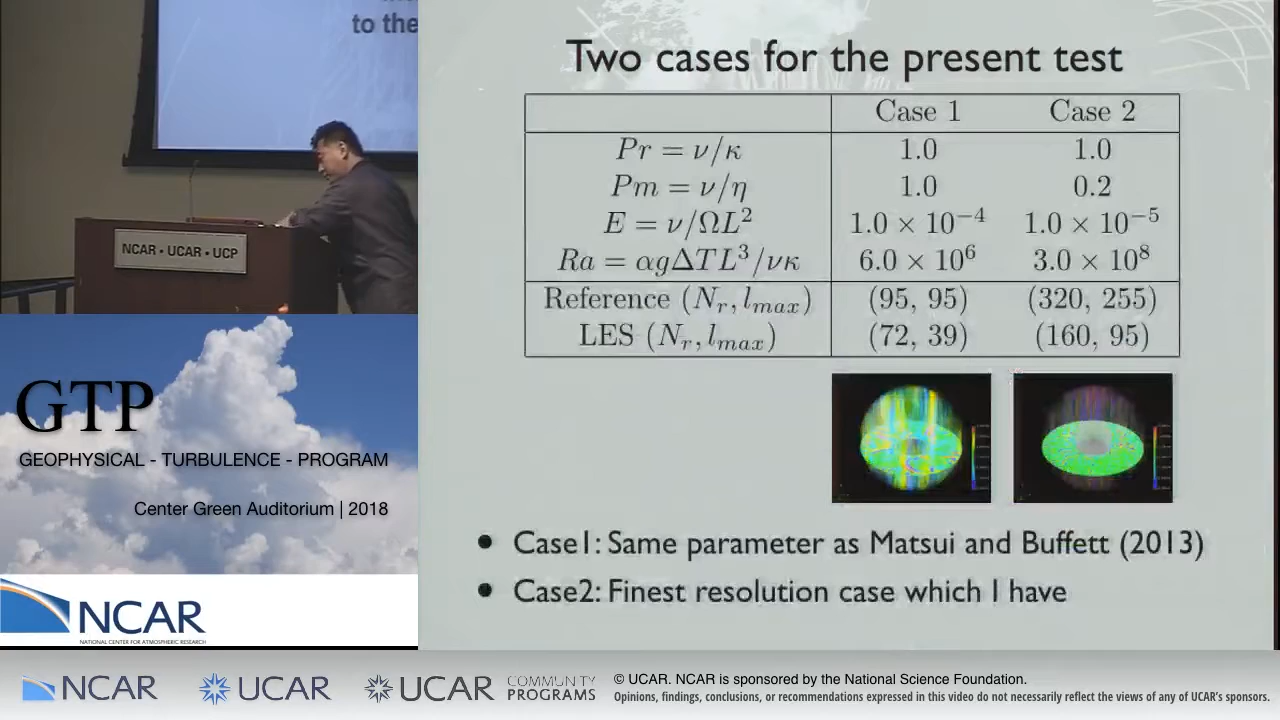 to the
NCAR • UCAR • UCP
GTP
GEOPHYSICAL - TURBULENCE - PROGRAM
Center Green Auditorium | 2018
NCAR
NATIONAL CENTER FOR ATMOSPHERIC RESEARCH
Two cases for the present test
Case 1 Case 2
Pr = ν/κ 1.0 1.0
Pm = ν/η 1.0 0.2
E = ν/ΩL² 1.0 × 10⁻⁴ 1.0 × 10⁻⁵
Ra = αgΔTL³/νκ 6.0 × 10⁶ 3.0 × 10⁸
Reference (N_r, l_max) (95, 95) (320, 255)
LES (N_r, l_max) (72, 39) (160, 95)
• Case1: Same parameter as Matsui and Buffett (2013)
• Case2: Finest resolution case which I have
NCAR UCAR UCAR COMMUNITY PROGRAMS
© UCAR. NCAR is sponsored by the National Science Foundation.
Opinions, findings, conclusions, or recommendations expressed in this video do not necessarily reflect the views of any of UCAR's sponsors.